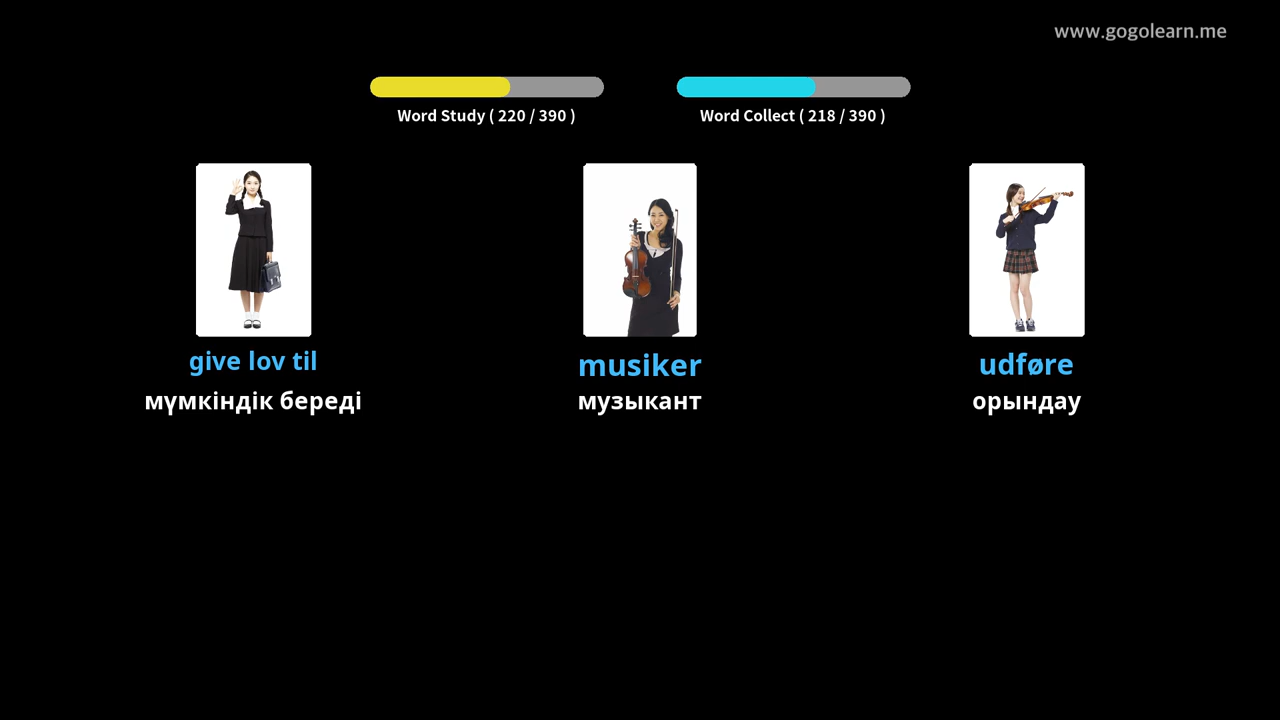 www.gogolearn.me
Word Study ( 220 / 390 )
Word Collect ( 218 / 390 )
give lov til
musiker
udføre
мүмкіндік береді
музыкант
орындау